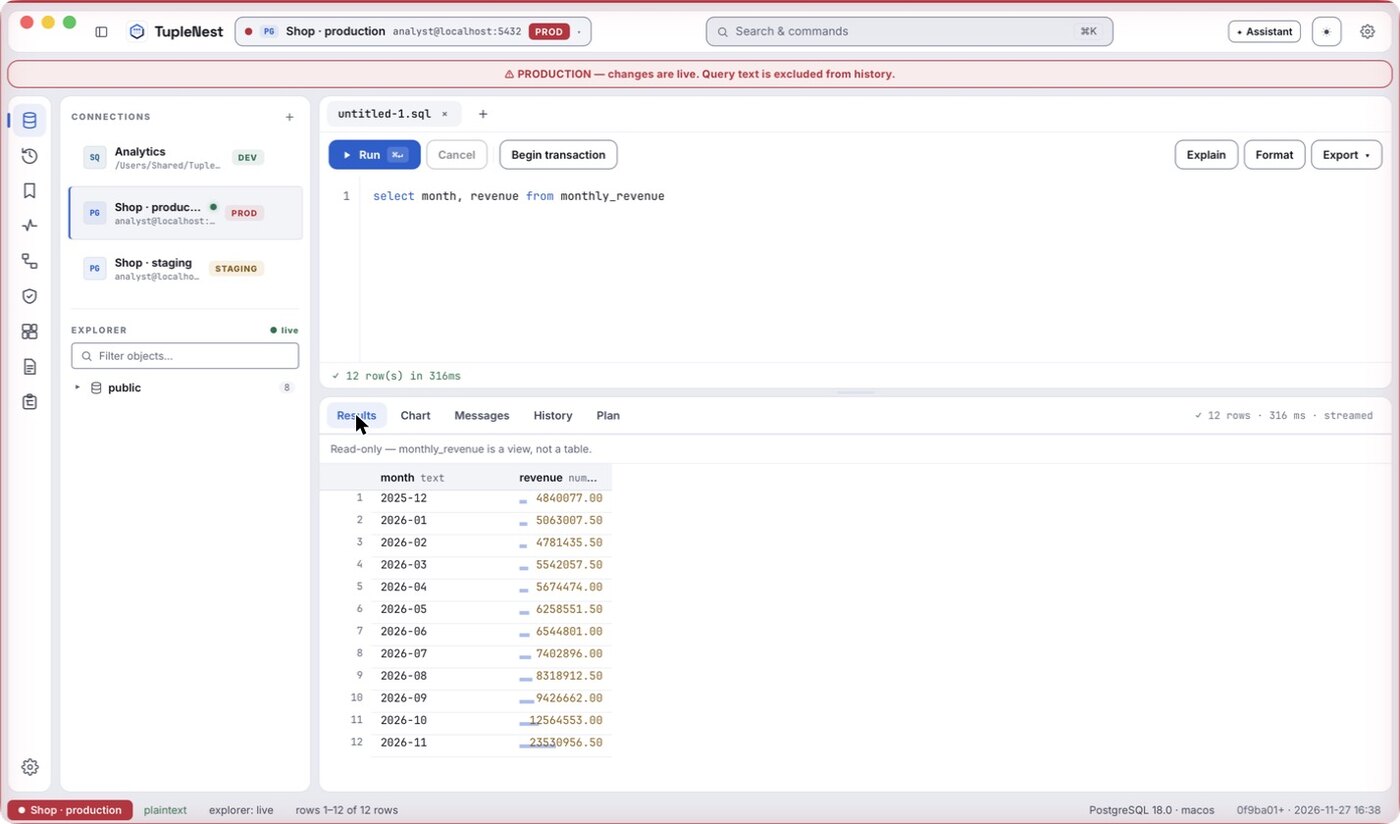 TupleNest PG Shop · production analyst@localhost:5432 PROD Search & commands ⌘K Assistant
⚠ PRODUCTION — changes are live. Query text is excluded from history.
CONNECTIONS +
SQ Analytics DEV
/Users/Shared/Tuple…
PG Shop · produc… PROD
analyst@localhost:…
PG Shop · staging STAGING
analyst@localho…
EXPLORER live
Filter objects...
public 8
untitled-1.sql × +
Run ⌘↵ Cancel Begin transaction Explain Format Export
1 select month, revenue from monthly_revenue
✓ 12 row(s) in 316ms
Results Chart Messages History Plan ✓ 12 rows · 316 ms · streamed
Read-only — monthly_revenue is a view, not a table.
month text revenue num…
1 2025-12 4840077.00
2 2026-01 5063007.50
3 2026-02 4781435.50
4 2026-03 5542057.50
5 2026-04 5674474.00
6 2026-05 6258551.50
7 2026-06 6544801.00
8 2026-07 7402896.00
9 2026-08 8318912.50
10 2026-09 9426662.00
11 2026-10 12564553.00
12 2026-11 23530956.50
Shop · production plaintext explorer: live rows 1–12 of 12 rows PostgreSQL 18.0 · macos 0f9ba01+ · 2026-11-27 16:38